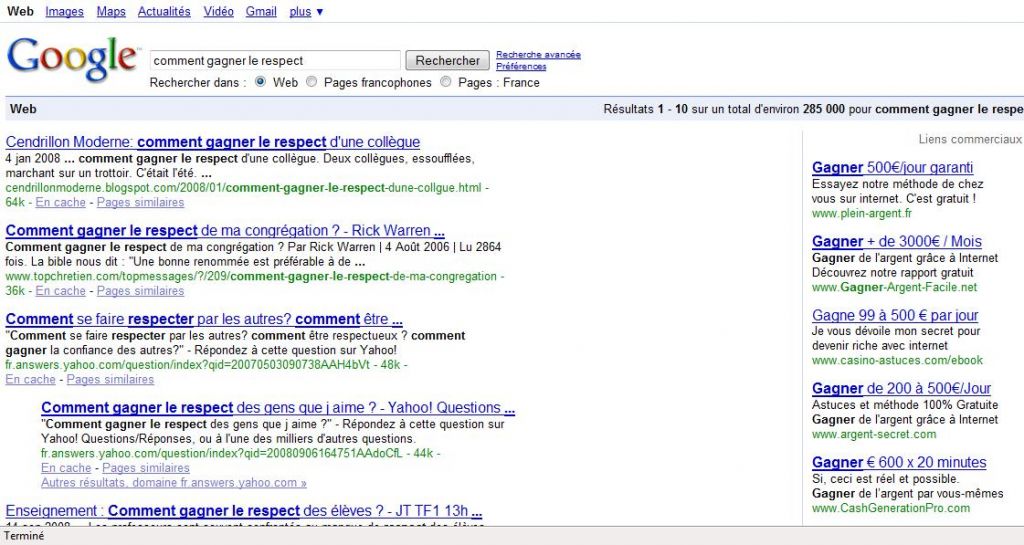 Web Images Maps Actualités Vidéo Gmail plus ▼
Google™
comment gagner le respect Rechercher Recherche avancée
Préférences
Rechercher dans : Web Pages francophones Pages : France
Web Résultats 1 - 10 sur un total d'environ 285 000 pour comment gagner le respe
Cendrillon Moderne: comment gagner le respect d'une collègue
4 jan 2008 ... comment gagner le respect d'une collègue. Deux collègues, essoufflées,
marchant sur un trottoir. C'était l'été. ...
cendrillonmoderne.blogspot.com/2008/01/comment-gagner-le-respect-dune-collgue.html -
64k - En cache - Pages similaires
Comment gagner le respect de ma congrégation ? - Rick Warren ...
Comment gagner le respect de ma congrégation ? Par Rick Warren | 4 Août 2006 | Lu 2864
fois. La bible nous dit : "Une bonne renommée est préférable à de ...
www.topchretien.com/topmessages/?/209/comment-gagner-le-respect-de-ma-congregation -
36k - En cache - Pages similaires
Comment se faire respecter par les autres? comment être ...
"Comment se faire respecter par les autres? comment être respectueux ? comment
gagner la confiance des autres?" - Répondez à cette question sur Yahoo!
fr.answers.yahoo.com/question/index?qid=20070503090738AAH4bVt - 48k -
En cache - Pages similaires
Comment gagner le respect des gens que j aime ? - Yahoo! Questions ...
"Comment gagner le respect des gens que j aime ?" - Répondez à cette question sur
Yahoo! Questions/Réponses, ou à l'une des milliers d'autres questions.
fr.answers.yahoo.com/question/index?qid=20080906164751AAdoCfL - 44k -
En cache - Pages similaires
Autres résultats, domaine fr.answers.yahoo.com »
Enseignement : Comment gagner le respect des élèves ? - JT TF1 13h ...
Liens commerciaux
Gagner 500€/jour garanti
Essayez notre méthode de chez
vous sur internet. C'est gratuit !
www.plein-argent.fr
Gagner + de 3000€ / Mois
Gagner de l'argent grâce à Internet
Découvrez notre rapport gratuit
www.Gagner-Argent-Facile.net
Gagne 99 à 500 € par jour
Je vous dévoile mon secret pour
devenir riche avec internet
www.casino-astuces.com/ebook
Gagner de 200 à 500€/Jour
Astuces et méthode 100% Gratuite
Gagner de l'argent grâce à Internet
www.argent-secret.com
Gagner € 600 x 20 minutes
Si, ceci est réel et possible.
Gagner de l'argent par vous-mêmes
www.CashGenerationPro.com
Terminé